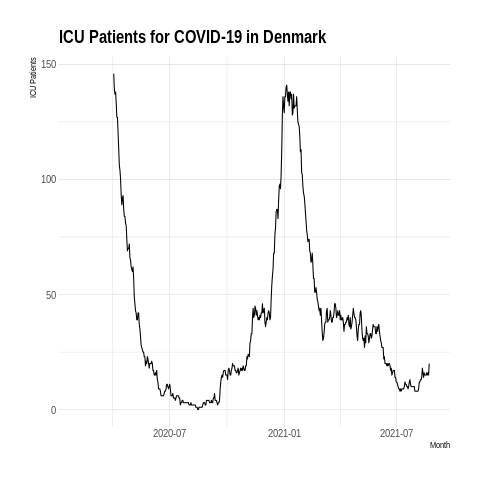 ICU Patients for COVID-19 in Denmark
ICU Patients
150
100
50
0
2020-07
2021-01
2021-07
Month